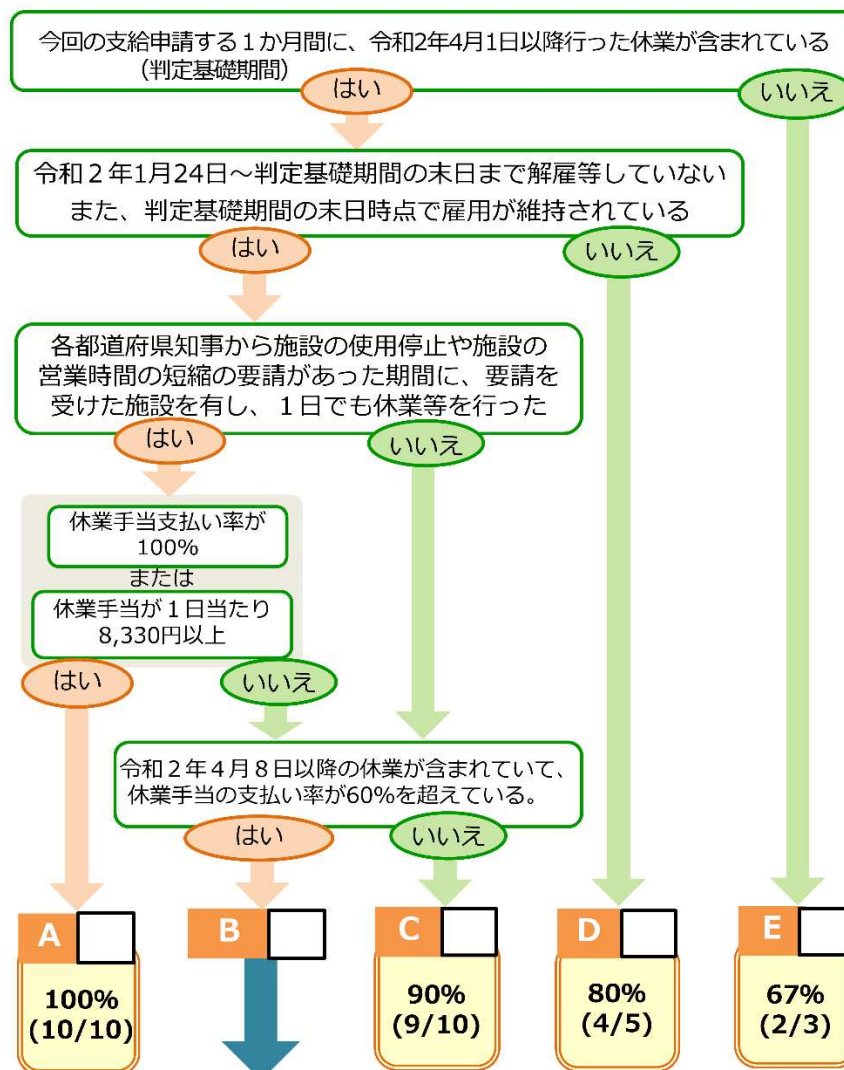 今回の支給申請する１か月間に、令和2年4月1日以降行った休業が含まれている
（判定基礎期間）
はい
いいえ
令和２年1月24日～判定基礎期間の末日まで解雇等していない
また、判定基礎期間の末日時点で雇用が維持されている
はい
いいえ
各都道府県知事から施設の使用停止や施設の
営業時間の短縮の要請があった期間に、要請を
受けた施設を有し、１日でも休業等を行った
はい
いいえ
休業手当支払い率が
100%
または
休業手当が１日当たり
8,330円以上
はい
いいえ
令和２年４月８日以降の休業が含まれていて、
休業手当の支払い率が60%を超えている。
はい
いいえ
A
B
C
D
E
100%
(10/10)
90%
(9/10)
80%
(4/5)
67%
(2/3)